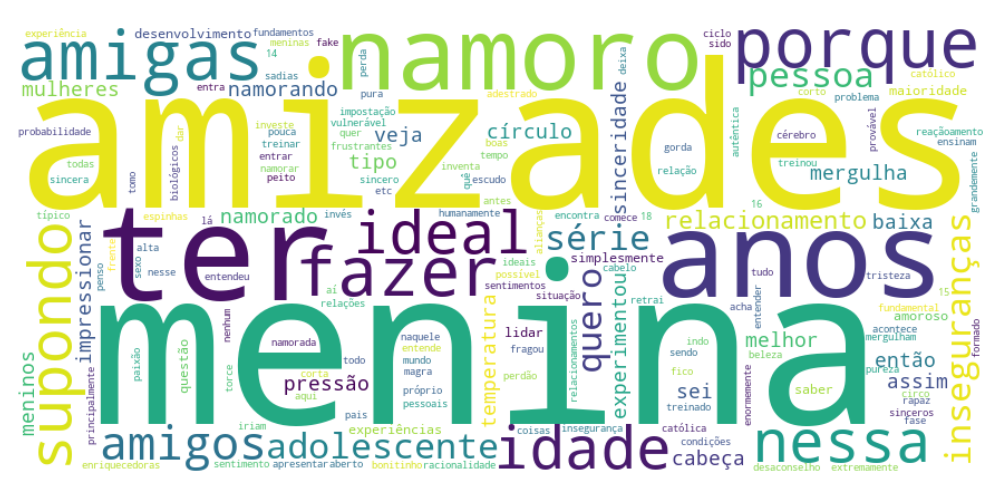 experiência
amigas
desenvolvimento
fundamentos
meninas
fake
14
sadias
entra
namorando
mulheres
perda
namoro
ciclo
sido
deixa
porque
pessoa
católico
maioridade
amizades
probabilidade
todas
sincera
tomo
biológicos
dar
investe
pouca
treinar
entrar
namorar
peito
pura
impostação
vulnerável
quer
frustrantes
tipo
sincero
etc
veja
adestrado
círculo
boas
tempo
inventa
quê
escudo
antes
sinceridade
gorda
relação
autêntica
corto
problema
cérebro
treinou
mergulha
provável
reaçãoamento
ensinam
grandemente
típico
espinhas
lá
invés
namorado
humanamente
encontra
alianças
comece
18
16
relacionamento
baixa
supondo
penso
impressionar
principalmente
frente
alta
sexo
nesse
entendeu
ter
ideal
fazer
série
ideais
possível
sentimentos
situação
simplesmente
cabelo
quero
experimentou
retrai
anos
acha
tudo
entender
tristeza
15
fundamental
amoroso
inseguranças
formado
meninos
paixão
questão
nenhum
torce
aí
relações
namorada
corta
aqui
pressão
todo
naquele
entende
mundo
magra
próprio
pais
pessoais
menina
temperatura
lidar
fragou
perdão
relacionamentos
indo
sendo
fico
sei
treinado
enormemente
melhor
beleza
saber
acontece
mergulham
pureza
então
assim
circo
rapaz
sinceros
fase
enriquecedoras
amigos
iriam
sentimento
adolescente
apresentar
aberto
experiências
bonitinho
racionalidade
idade
coisas
insegurança
católica
condições
cabeça
nessa
desaconselho
extremamente